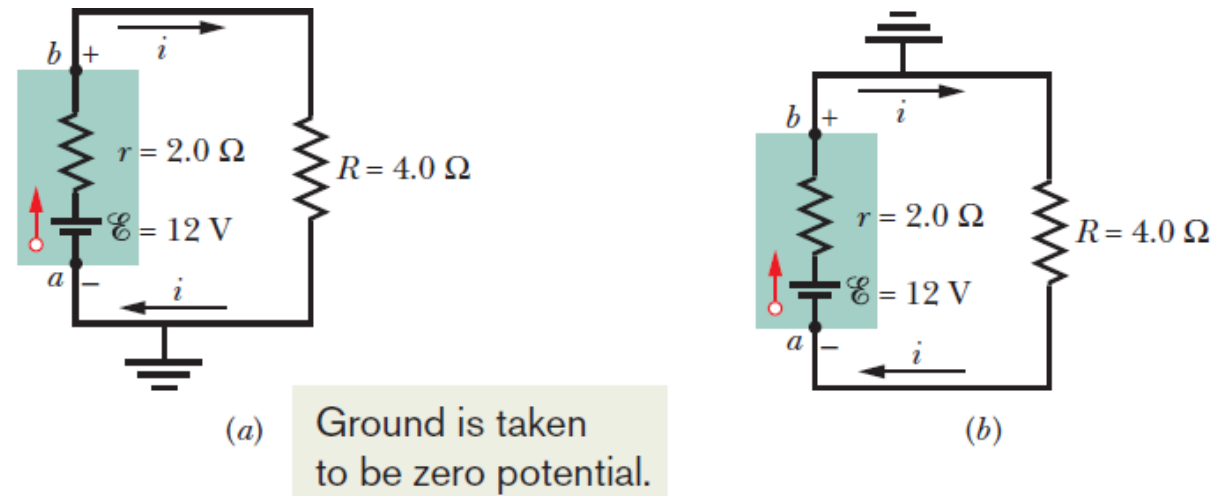 i
b +
r = 2.0 Ω
R = 4.0 Ω
ℰ = 12 V
a –
i
(a)
Ground is taken
to be zero potential.
i
b +
r = 2.0 Ω
R = 4.0 Ω
ℰ = 12 V
a –
i
(b)